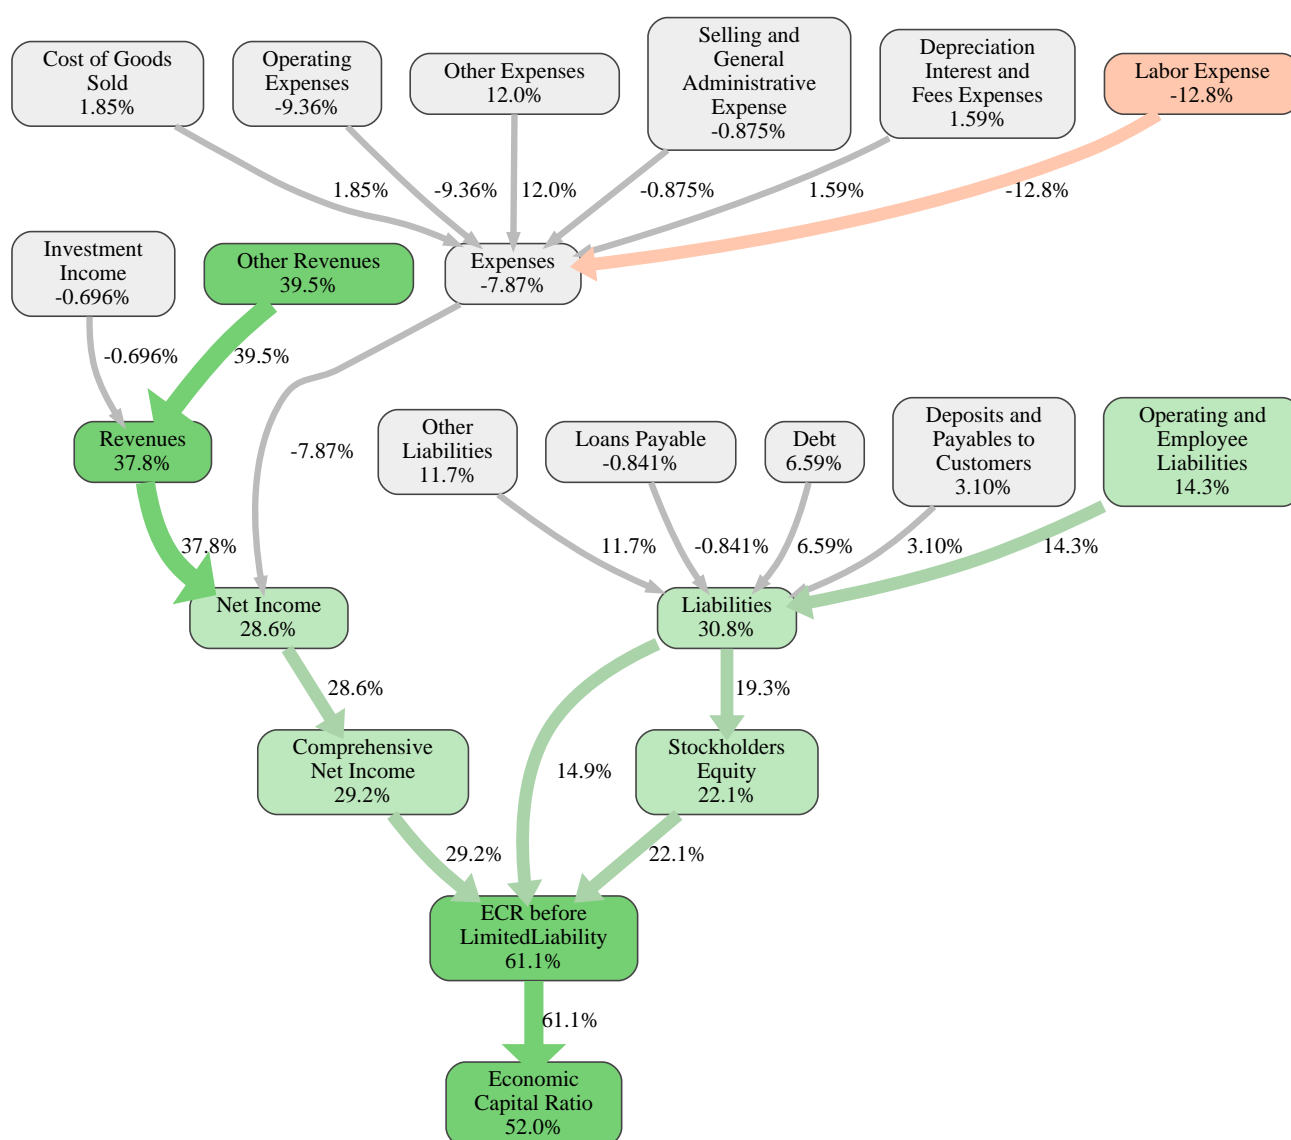 Cost of Goods
Sold
1.85%
Operating
Expenses
-9.36%
Other Expenses
12.0%
Selling and
General
Administrative
Expense
-0.875%
Depreciation
Interest and
Fees Expenses
1.59%
Labor Expense
-12.8%
1.85%
-9.36%
12.0%
-0.875%
1.59%
-12.8%
Investment
Income
-0.696%
Other Revenues
39.5%
Expenses
-7.87%
-0.696%
39.5%
Revenues
37.8%
-7.87%
Other
Liabilities
11.7%
Loans Payable
-0.841%
Debt
6.59%
Deposits and
Payables to
Customers
3.10%
Operating and
Employee
Liabilities
14.3%
37.8%
11.7%
-0.841%
6.59%
3.10%
14.3%
Net Income
28.6%
Liabilities
30.8%
28.6%
19.3%
Comprehensive
Net Income
29.2%
14.9%
Stockholders
Equity
22.1%
29.2%
22.1%
ECR before
LimitedLiability
61.1%
61.1%
Economic
Capital Ratio
52.0%